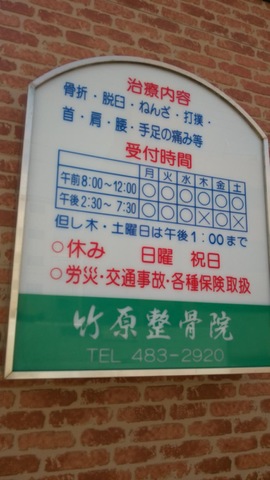 治療内容
骨折・脱臼・ねんざ・打撲・
首・肩・腰・手足の痛み等
受付時間
月火水木金土
午前8:00～12:00 ○○○○○○
午後2:30～7:30 ○○○×○×
但し木・土曜日は午後1:00まで
○休み 日曜 祝日
○労災・交通事故・各種保険取扱
竹原整骨院
TEL 483-2920